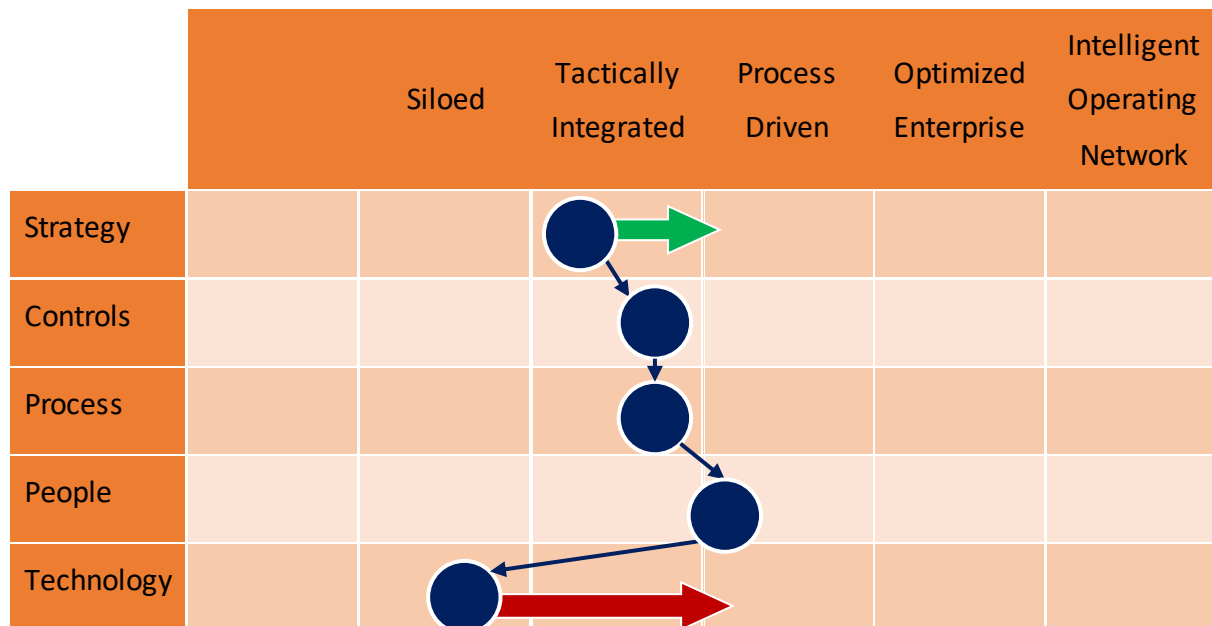 Siloed
Tactically
Integrated
Process
Driven
Optimized
Enterprise
Intelligent
Operating
Network
Strategy
Controls
Process
People
Technology